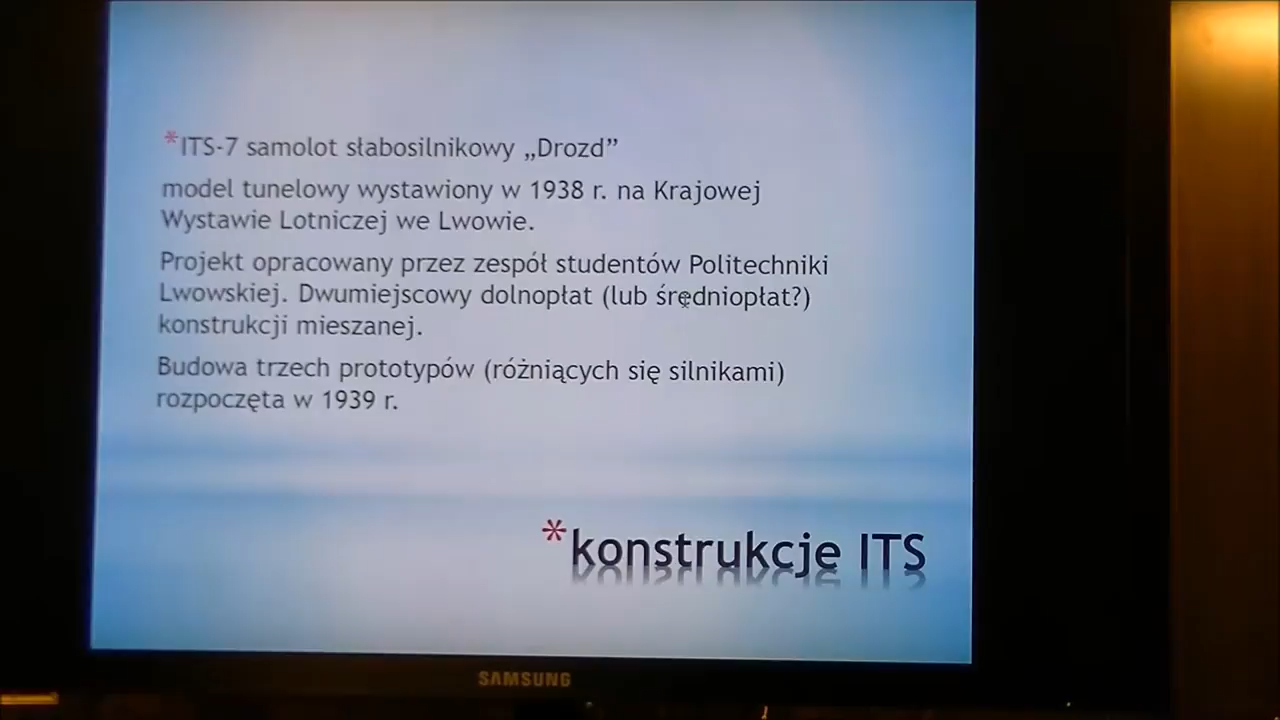 *ITS-7 samolot słabosilnikowy „Drozd”
model tunelowy wystawiony w 1938 r. na Krajowej
Wystawie Lotniczej we Lwowie.
Projekt opracowany przez zespół studentów Politechniki
Lwowskiej. Dwumiejscowy dolnopłat (lub średniopłat?)
konstrukcji mieszanej.
Budowa trzech prototypów (różniących się silnikami)
rozpoczęta w 1939 r.
*konstrukcje ITS
SAMSUNG